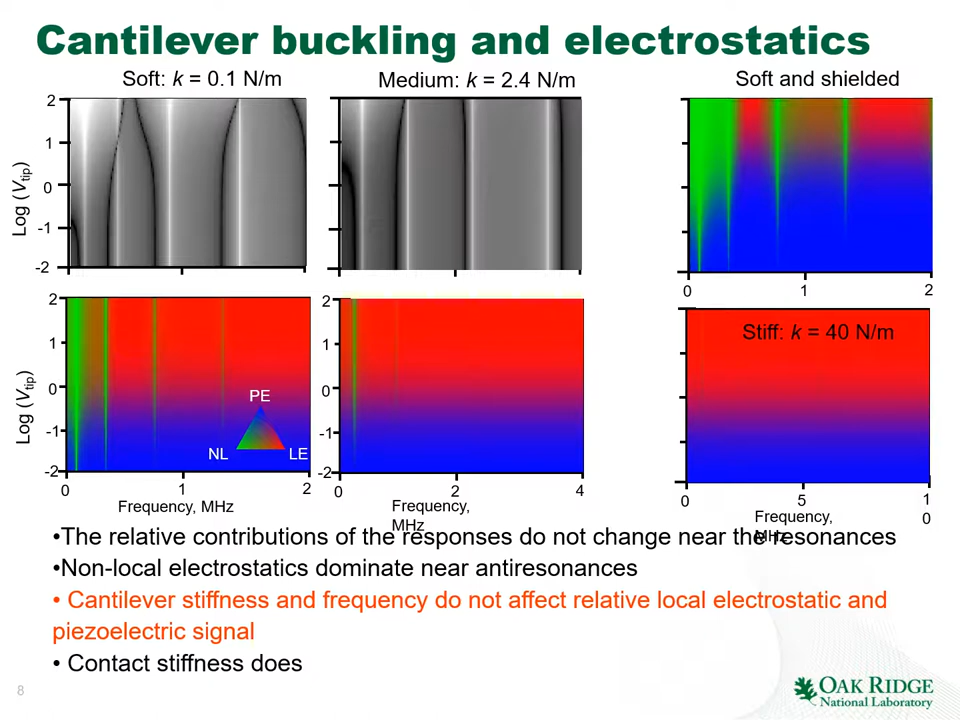 Cantilever buckling and electrostatics
Soft: k = 0.1 N/m
Medium: k = 2.4 N/m
Soft and shielded
Log (Vtip)
2
1
0
-1
-2
0
1
2
Log (Vtip)
2
1
0
-1
-2
PE
NL
LE
0
1
2
Frequency, MHz
2
1
0
-1
-2
0
2
4
Frequency,
MHz
Stiff: k = 40 N/m
0
5
1
0
Frequency,
MHz
•The relative contributions of the responses do not change near the resonances
•Non-local electrostatics dominate near antiresonances
• Cantilever stiffness and frequency do not affect relative local electrostatic and
piezoelectric signal
• Contact stiffness does
8
OAK RIDGE
National Laboratory